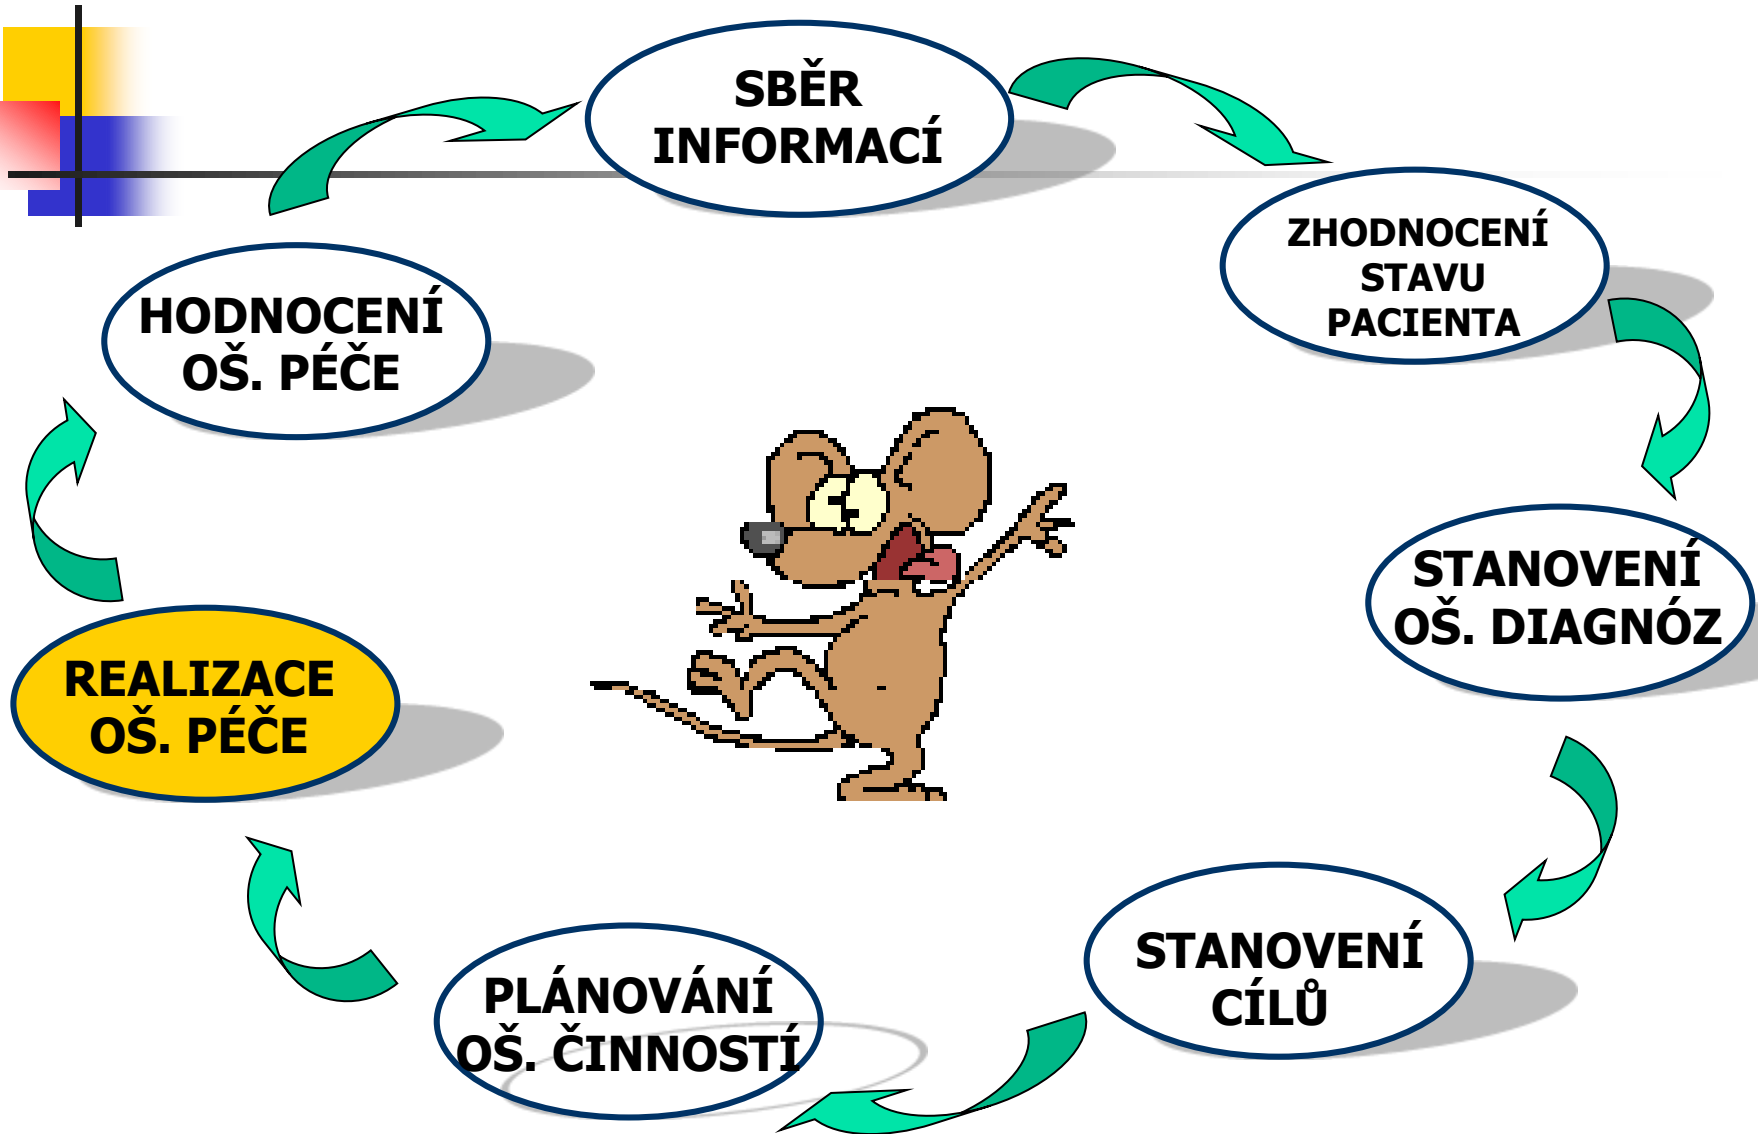 SBĚR
INFORMACÍ
ZHODNOCENÍ
STAVU
PACIENTA
STANOVENÍ
OŠ. DIAGNÓZ
STANOVENÍ
CÍLŮ
PLÁNOVÁNÍ
OŠ. ČINNOSTÍ
REALIZACE
OŠ. PÉČE
HODNOCENÍ
OŠ. PÉČE